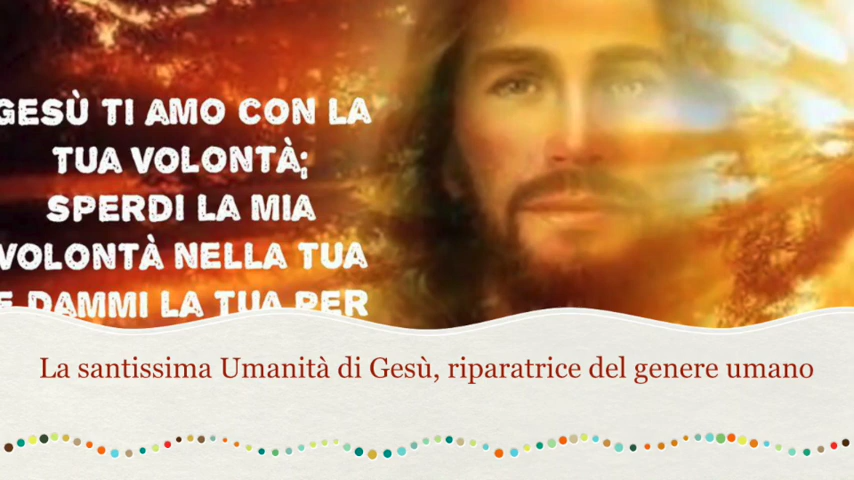 GESÙ TI AMO CON LA
TUA VOLONTÀ;
SPERDI LA MIA
VOLONTÀ NELLA TUA
E DAMMI LA TUA PER
La santissima Umanità di Gesù, riparatrice del genere umano